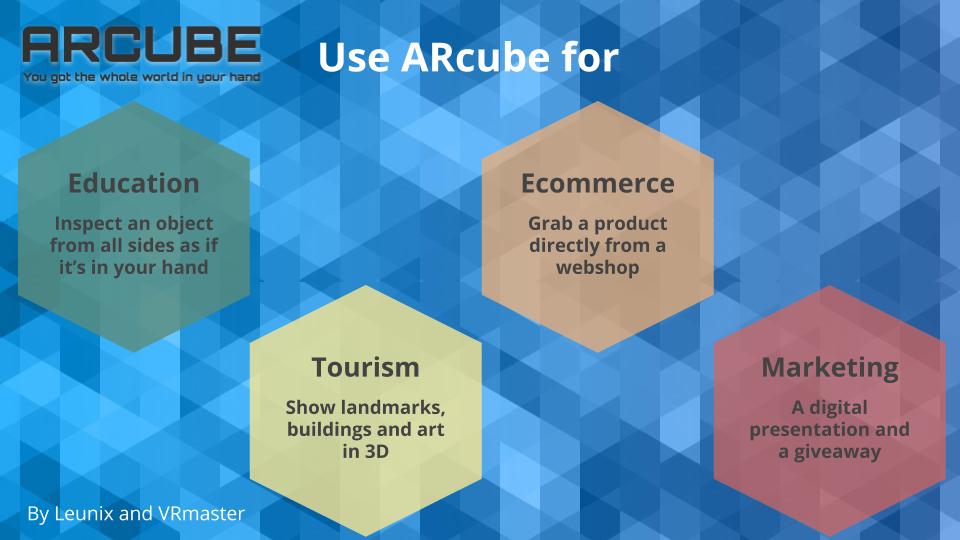 ARCUBE
You got the whole world in your hand
Use ARcube for
Education
Inspect an object
from all sides as if
it’s in your hand
Ecommerce
Grab a product
directly from a
webshop
Tourism
Show landmarks,
buildings and art
in 3D
Marketing
A digital
presentation and
a giveaway
By Leunix and VRmaster